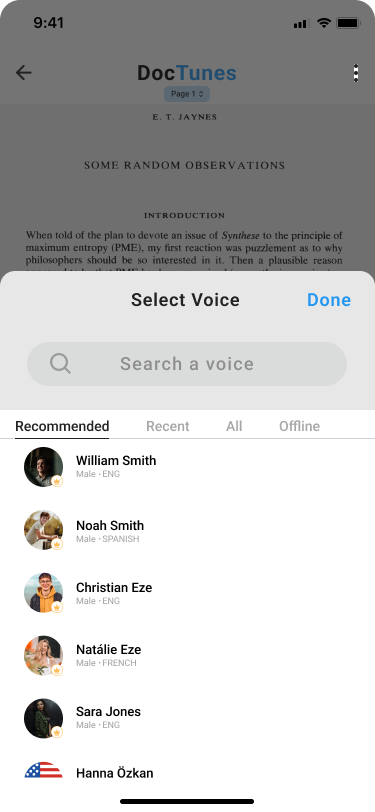 9:41
DocTunes
Page 1
E. T. JAYNES
SOME RANDOM OBSERVATIONS
INTRODUCTION
When told of the plan to devote an issue of Synthese to the principle of
maximum entropy (PME), my first reaction was puzzlement as to why
philosophers should be so interested in it. Then a plausible reason
Select Voice
Done
Search a voice
Recommended
Recent
All
Offline
William Smith
Male · ENG
Noah Smith
Male · SPANISH
Christian Eze
Male · ENG
Natálie Eze
Male · FRENCH
Sara Jones
Male · ENG
Hanna Özkan